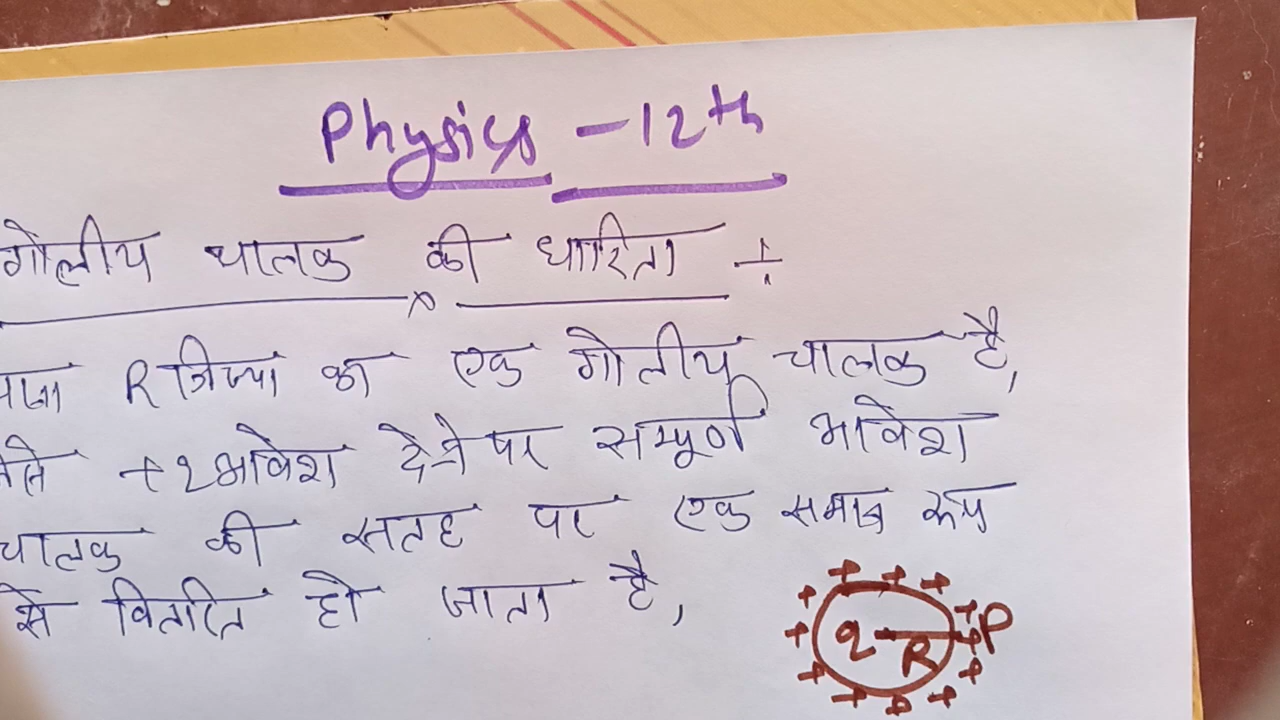 Physics - 12th
गोलीय चालक की धारिता ÷
माना R त्रिज्या का एक गोलीय चालक है,
+q आवेश देने पर सम्पूर्ण आवेश
चालक की सतह पर एक समान रूप
से वितरित हो जाता है,
+ + +
+ +
+ q R + P
+ +
+ + +